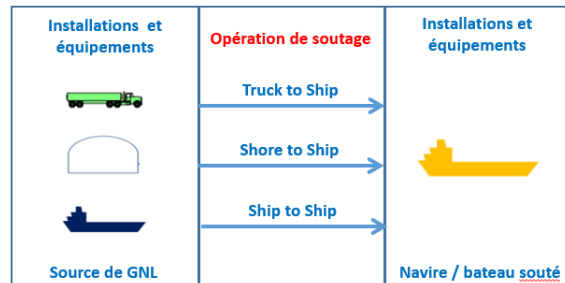 Installations et
équipements
Source de GNL
Opération de soutage
Truck to Ship
Shore to Ship
Ship to Ship
Installations et
équipements
Navire / bateau souté